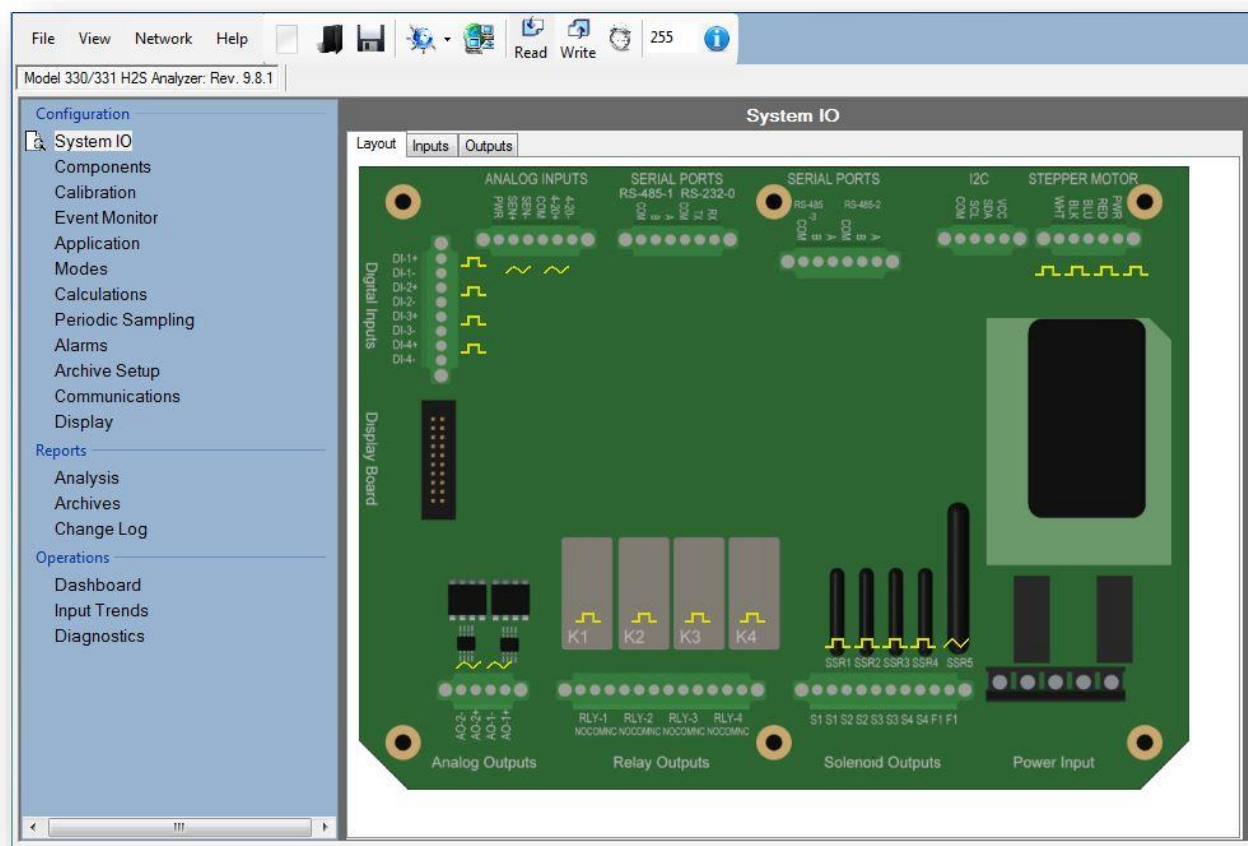 File View Network Help Read Write 255
Model 330/331 H2S Analyzer: Rev. 9.8.1
Configuration
System IO
Components
Calibration
Event Monitor
Application
Modes
Calculations
Periodic Sampling
Alarms
Archive Setup
Communications
Display
Reports
Analysis
Archives
Change Log
Operations
Dashboard
Input Trends
Diagnostics
System IO
Layout Inputs Outputs
ANALOG INPUTS SERIAL PORTS SERIAL PORTS I2C STEPPER MOTOR
RS-485-1 RS-232-0 RS-485-3 RS-485-2
PWR SEN+ SEN- COM 4-20+ 4-20-
COM B A COM TX RX
COM B A COM B A
COM SCL SDA VCC
WHT BLK BLU RED PWR
Digital Inputs
DI-1+
DI-1-
DI-2+
DI-2-
DI-3+
DI-3-
DI-4+
DI-4-
Display Board
K1 K2 K3 K4
SSR1 SSR2 SSR3 SSR4 SSR5
AO-2- AO-2+ AO-1- AO-1+
RLY-1 RLY-2 RLY-3 RLY-4
NOCOMNC NOCOMNC NOCOMNC NOCOMNC
S1 S1 S2 S2 S3 S3 S4 S4 F1 F1
Analog Outputs Relay Outputs Solenoid Outputs Power Input